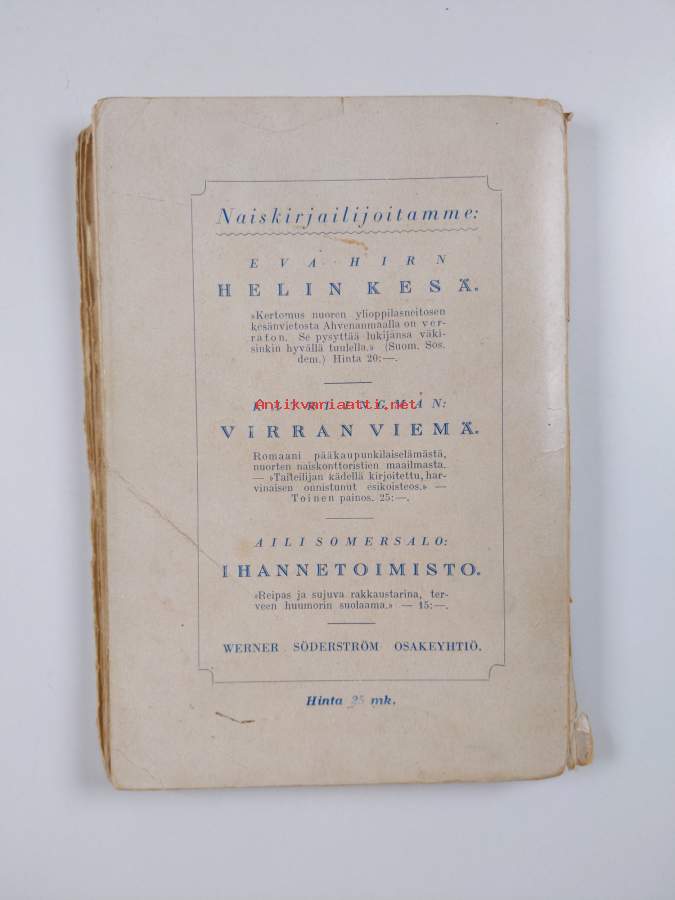 Naiskirjailijoitamme:
EVA HIRN
HELIN KESÄ.
»Kertomus nuoren ylioppilasneitosen
kesänvietosta Ahvenanmaalla on ver-
raton. Se pysyttää lukijansa väki-
sinkin hyvällä tuulella.» (Suom. Sos.
dem.) Hinta 20:—.
Antikvariaatti.net
ENGMAN:
VIRRAN VIEMÄ.
Romaani pääkaupunkilaiselämästä,
nuorten naiskonttoristien maailmasta.
— »Taiteilijan kädellä kirjoitettu, har-
vinaisen onnistunut esikoisteos.» —
Toinen painos. 25:—.
AILI SOMERSALO:
IHANNETOIMISTO.
»Reipas ja sujuva rakkaustarina, ter-
veen huumorin suolaama.» — 15:—.
WERNER SÖDERSTRÖM OSAKEYHTIÖ.
Hinta 25 mk.